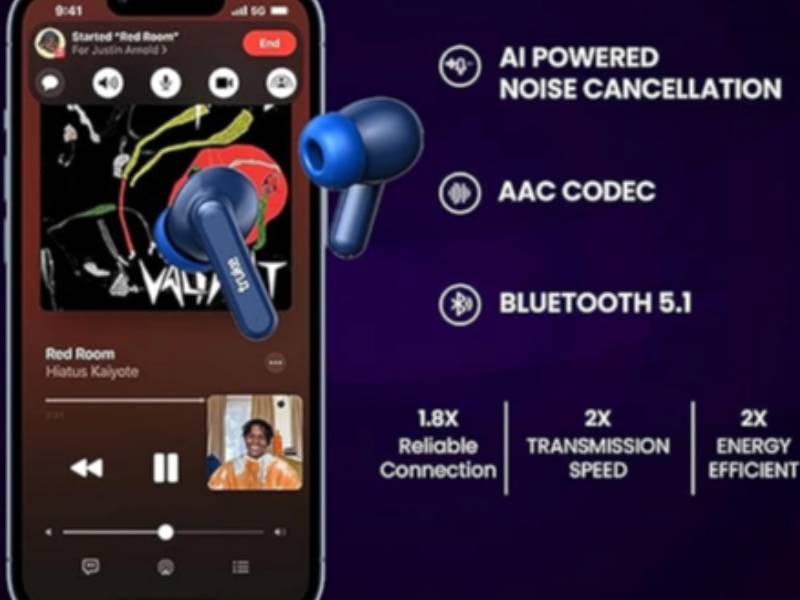 9:41
5G
Started "Red Room"
For Justin Arnold >
End
VALI
T
truke
Red Room
Hiatus Kaiyote
AI POWERED
NOISE CANCELLATION
AAC CODEC
BLUETOOTH 5.1
1.8X
Reliable
Connection
2X
TRANSMISSION
SPEED
2X
ENERGY
EFFICIENT